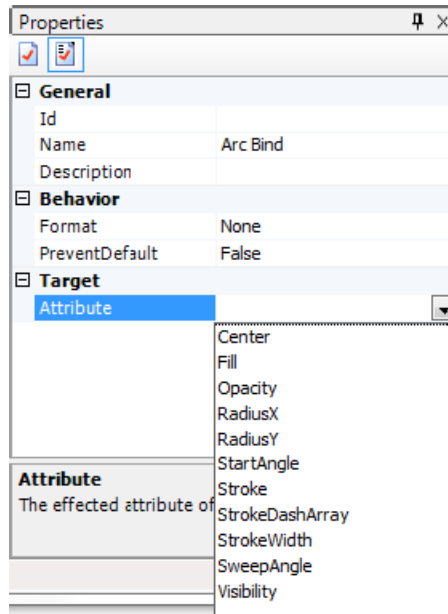 Properties
General
Id
Name Arc Bind
Description
Behavior
Format None
PreventDefault False
Target
Attribute
Center
Fill
Opacity
RadiusX
RadiusY
StartAngle
Stroke
StrokeDashArray
StrokeWidth
SweepAngle
Visibility
Attribute
The effected attribute of